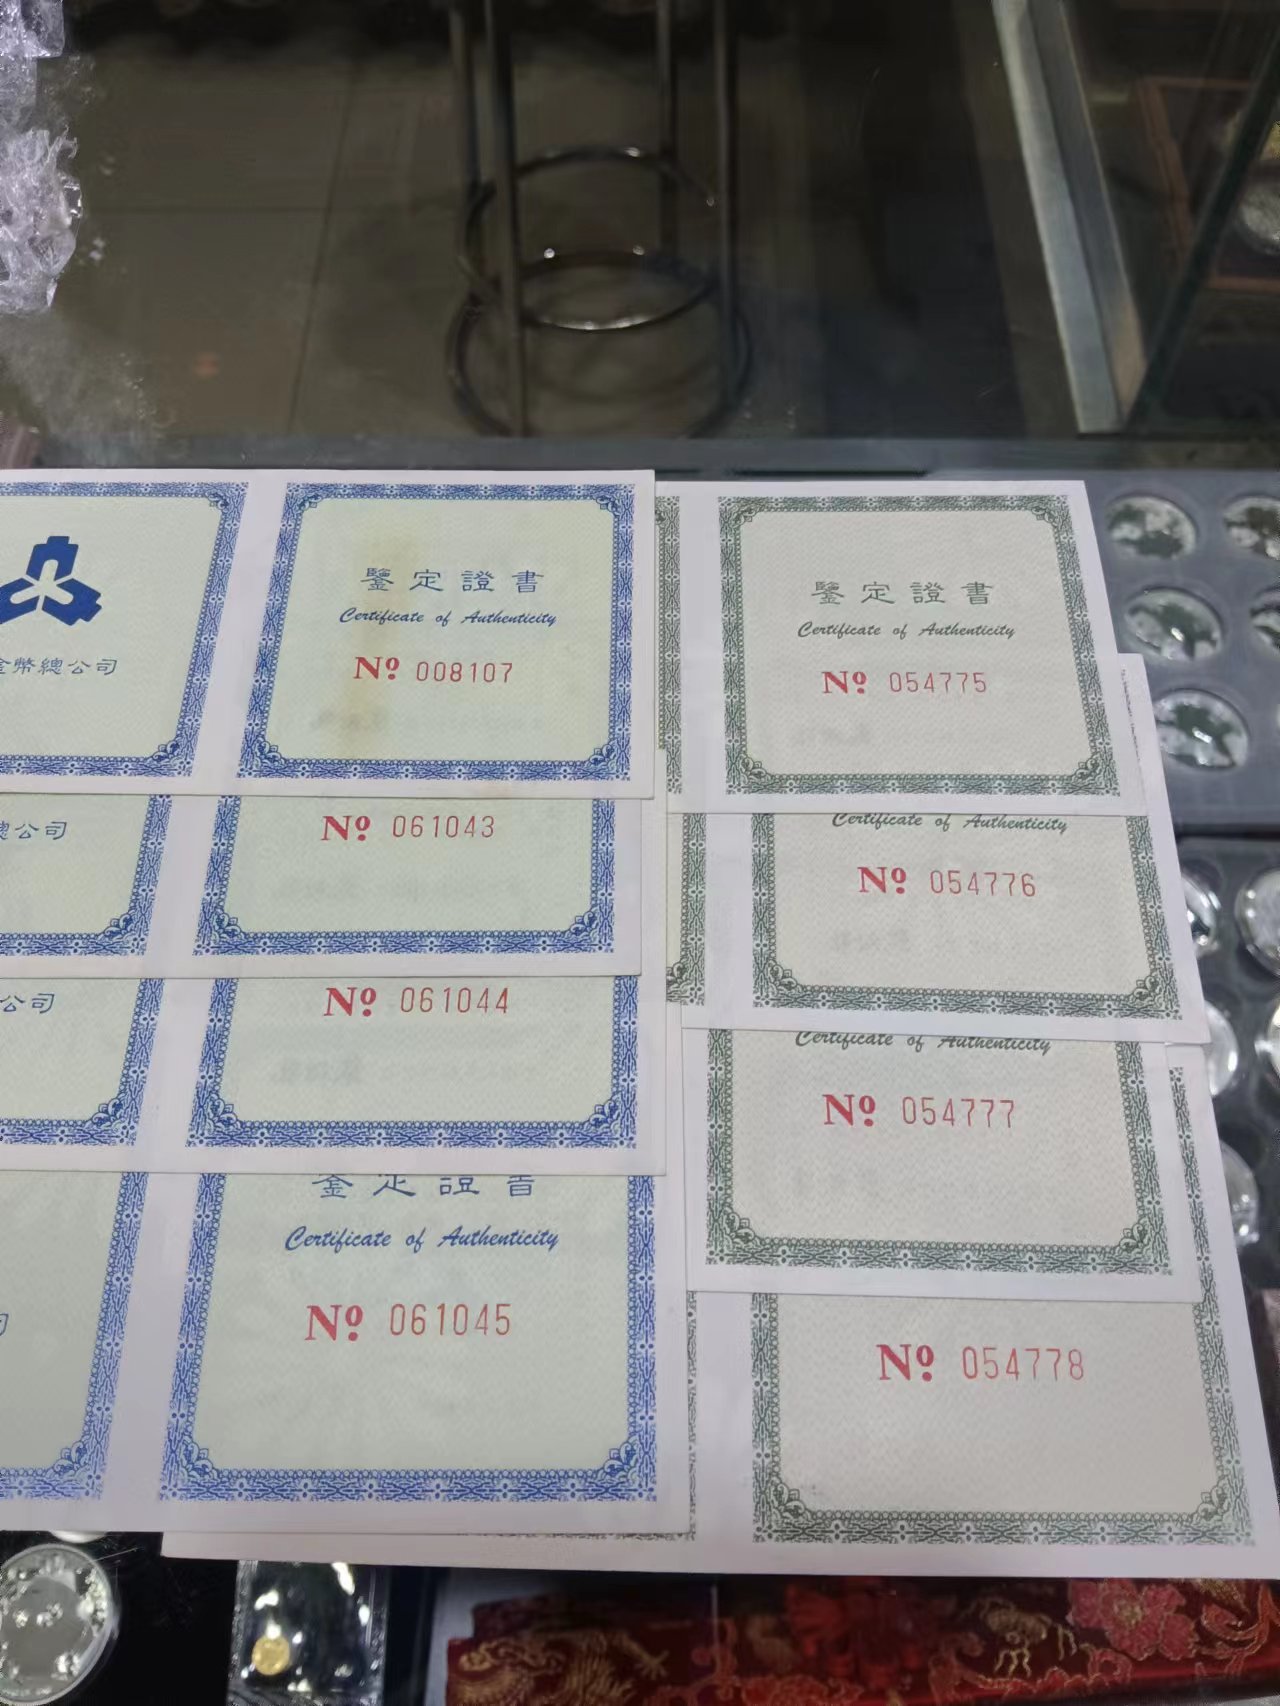 金幣總公司
鑒定證書
Certificate of Authenticity
Nº 008107
總公司
Nº 061043
公司
Nº 061044
Certificate of Authenticity
Nº 061045
鑒定證書
Certificate of Authenticity
Nº 054775
Certificate of Authenticity
Nº 054776
Certificate of Authenticity
Nº 054777
Nº 054778